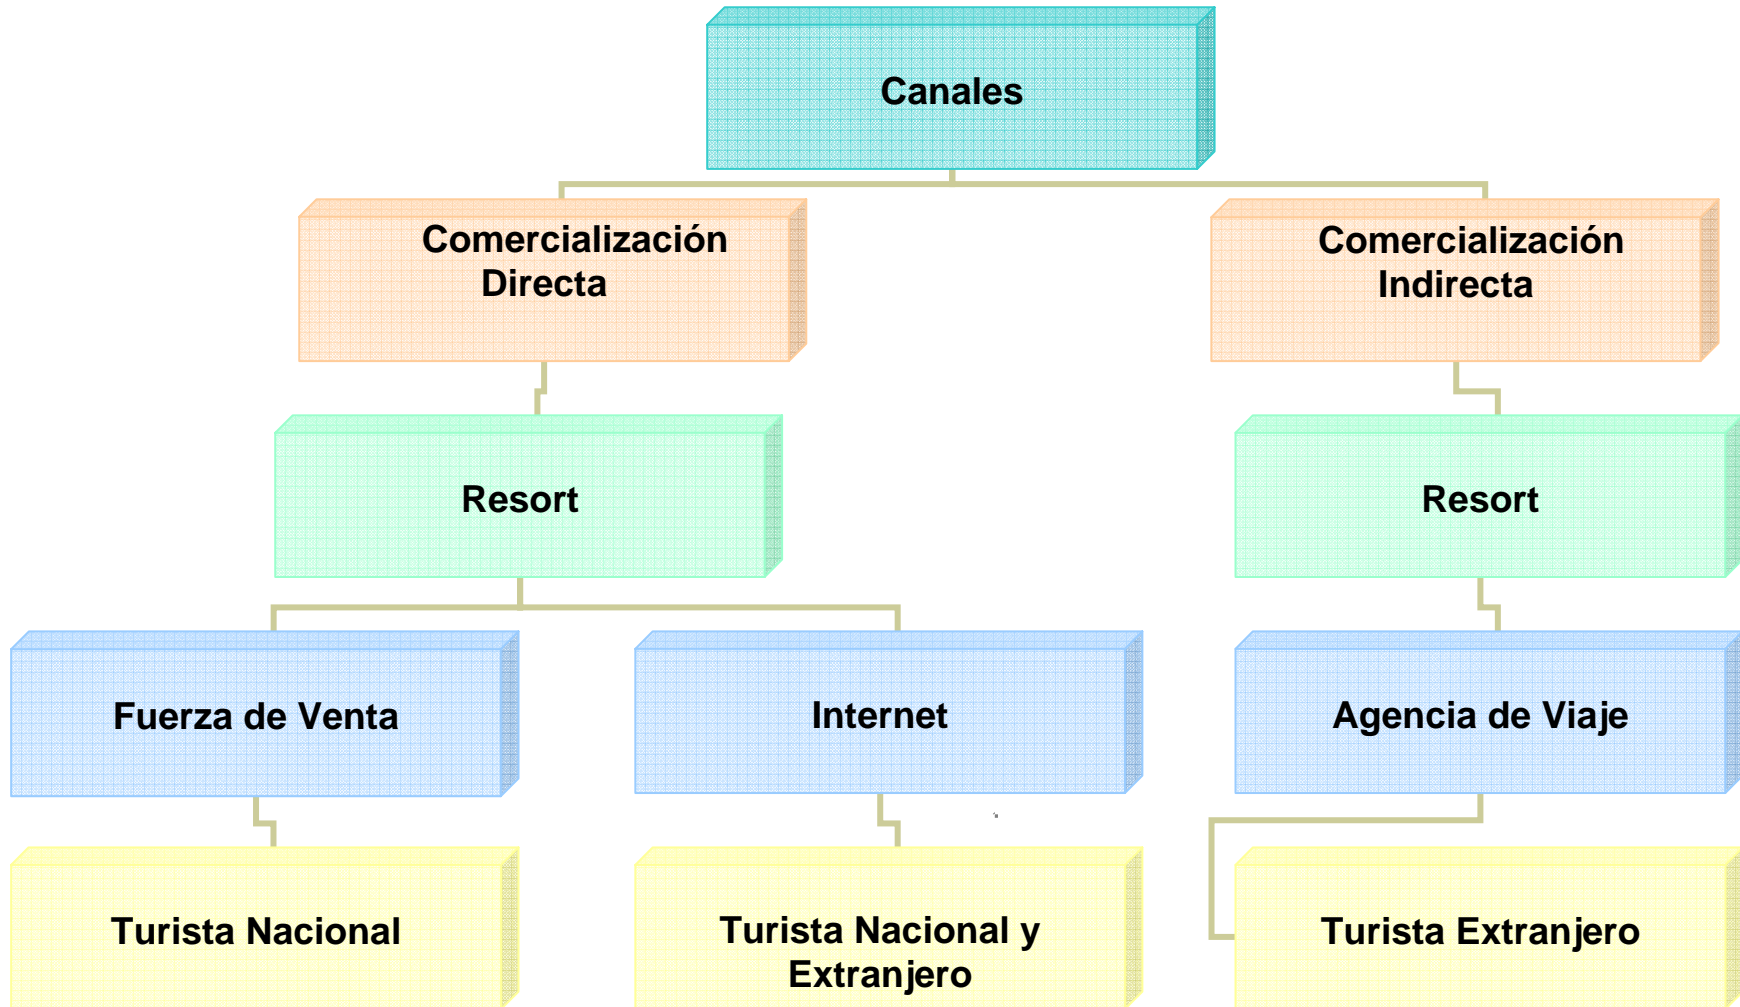 Canales
Comercialización
Directa
Comercialización
Indirecta
Resort
Resort
Fuerza de Venta
Internet
Agencia de Viaje
Turista Nacional
Turista Nacional y
Extranjero
Turista Extranjero